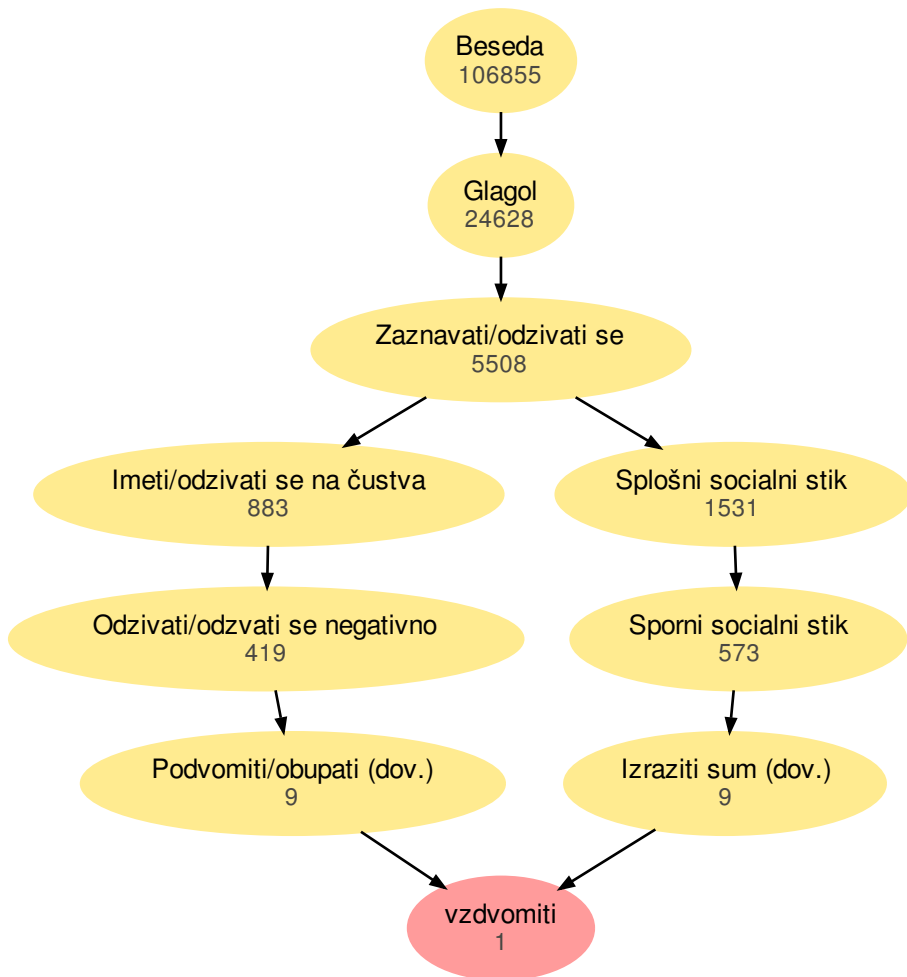 Beseda
106855
Glagol
24628
Zaznavati/odzivati se
5508
Imeti/odzivati se na čustva
883
Splošni socialni stik
1531
Odzivati/odzvati se negativno
419
Sporni socialni stik
573
Podvomiti/obupati (dov.)
9
Izraziti sum (dov.)
9
vzdvomiti
1